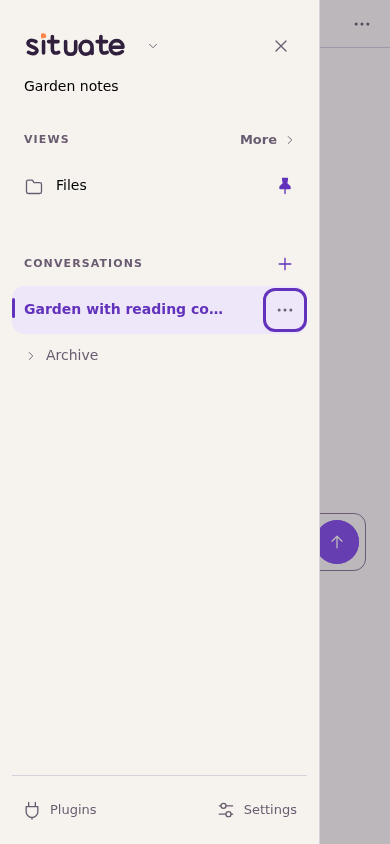 situate
Garden notes
VIEWS
More
Files
CONVERSATIONS
Garden with reading co...
Archive
Plugins
Settings